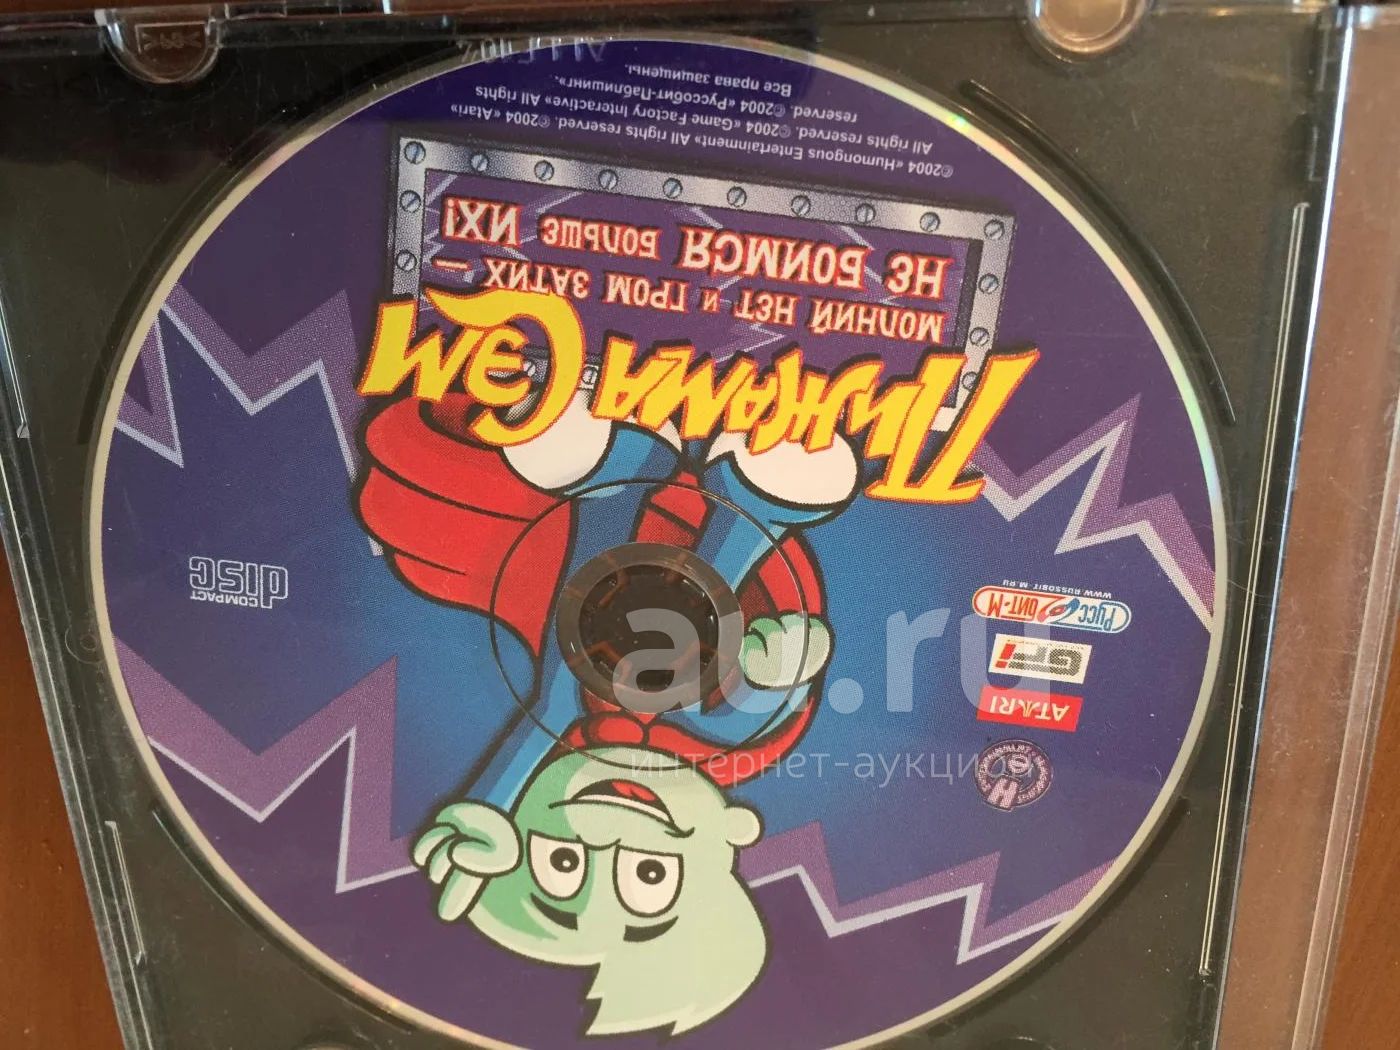 Пижама Сэм
МОЛНИЙ НЕТ И ГРОМ ЗАТИХ —
НЕ БОИМСЯ БОЛЬШЕ ИХ!
©2004 «Humongous Entertainment» All rights reserved. ©2004 «Atari»
All rights reserved. ©2004 «Game Factory Interactive» All rights
reserved. ©2004 «Руссобит-Паблишинг».
Все права защищены.
COMPACT
disc
РуссОбит-М
WWW.RUSSOBIT-M.RU
GFi
ATARI
H
au.ru
интернет-аукцион